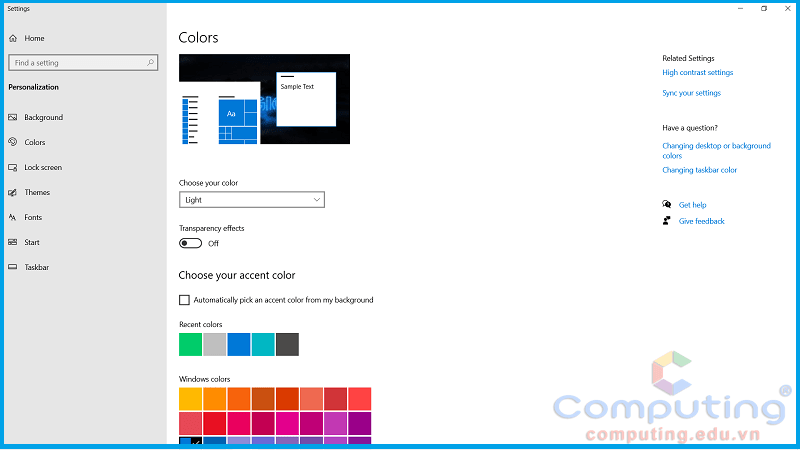 Settings
Home
Find a setting
Personalization
Background
Colors
Lock screen
Themes
Fonts
Start
Taskbar
Colors
Sample Text
Aa
Choose your color
Light
Transparency effects
Off
Choose your accent color
Automatically pick an accent color from my background
Recent colors
Windows colors
Related Settings
High contrast settings
Sync your settings
Have a question?
Changing desktop or background
colors
Changing taskbar color
Get help
Give feedback
Computing®
computing.edu.vn